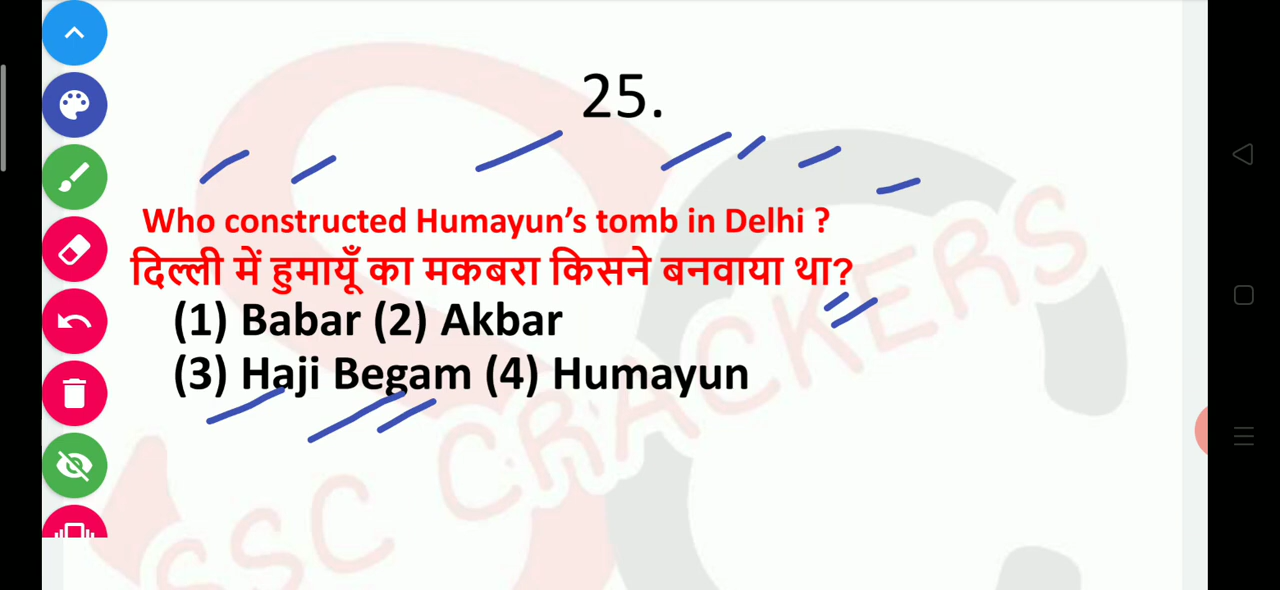 25.
Who constructed Humayun’s tomb in Delhi ?
दिल्ली में हुमायूँ का मकबरा किसने बनवाया था?
(1) Babar (2) Akbar
(3) Haji Begam (4) Humayun
SSC CRACKERS